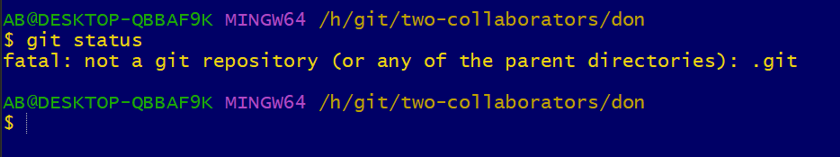 AB@DESKTOP-QBBAF9K MINGW64 /h/git/two-collaborators/don
$ git status
fatal: not a git repository (or any of the parent directories): .git
AB@DESKTOP-QBBAF9K MINGW64 /h/git/two-collaborators/don
$